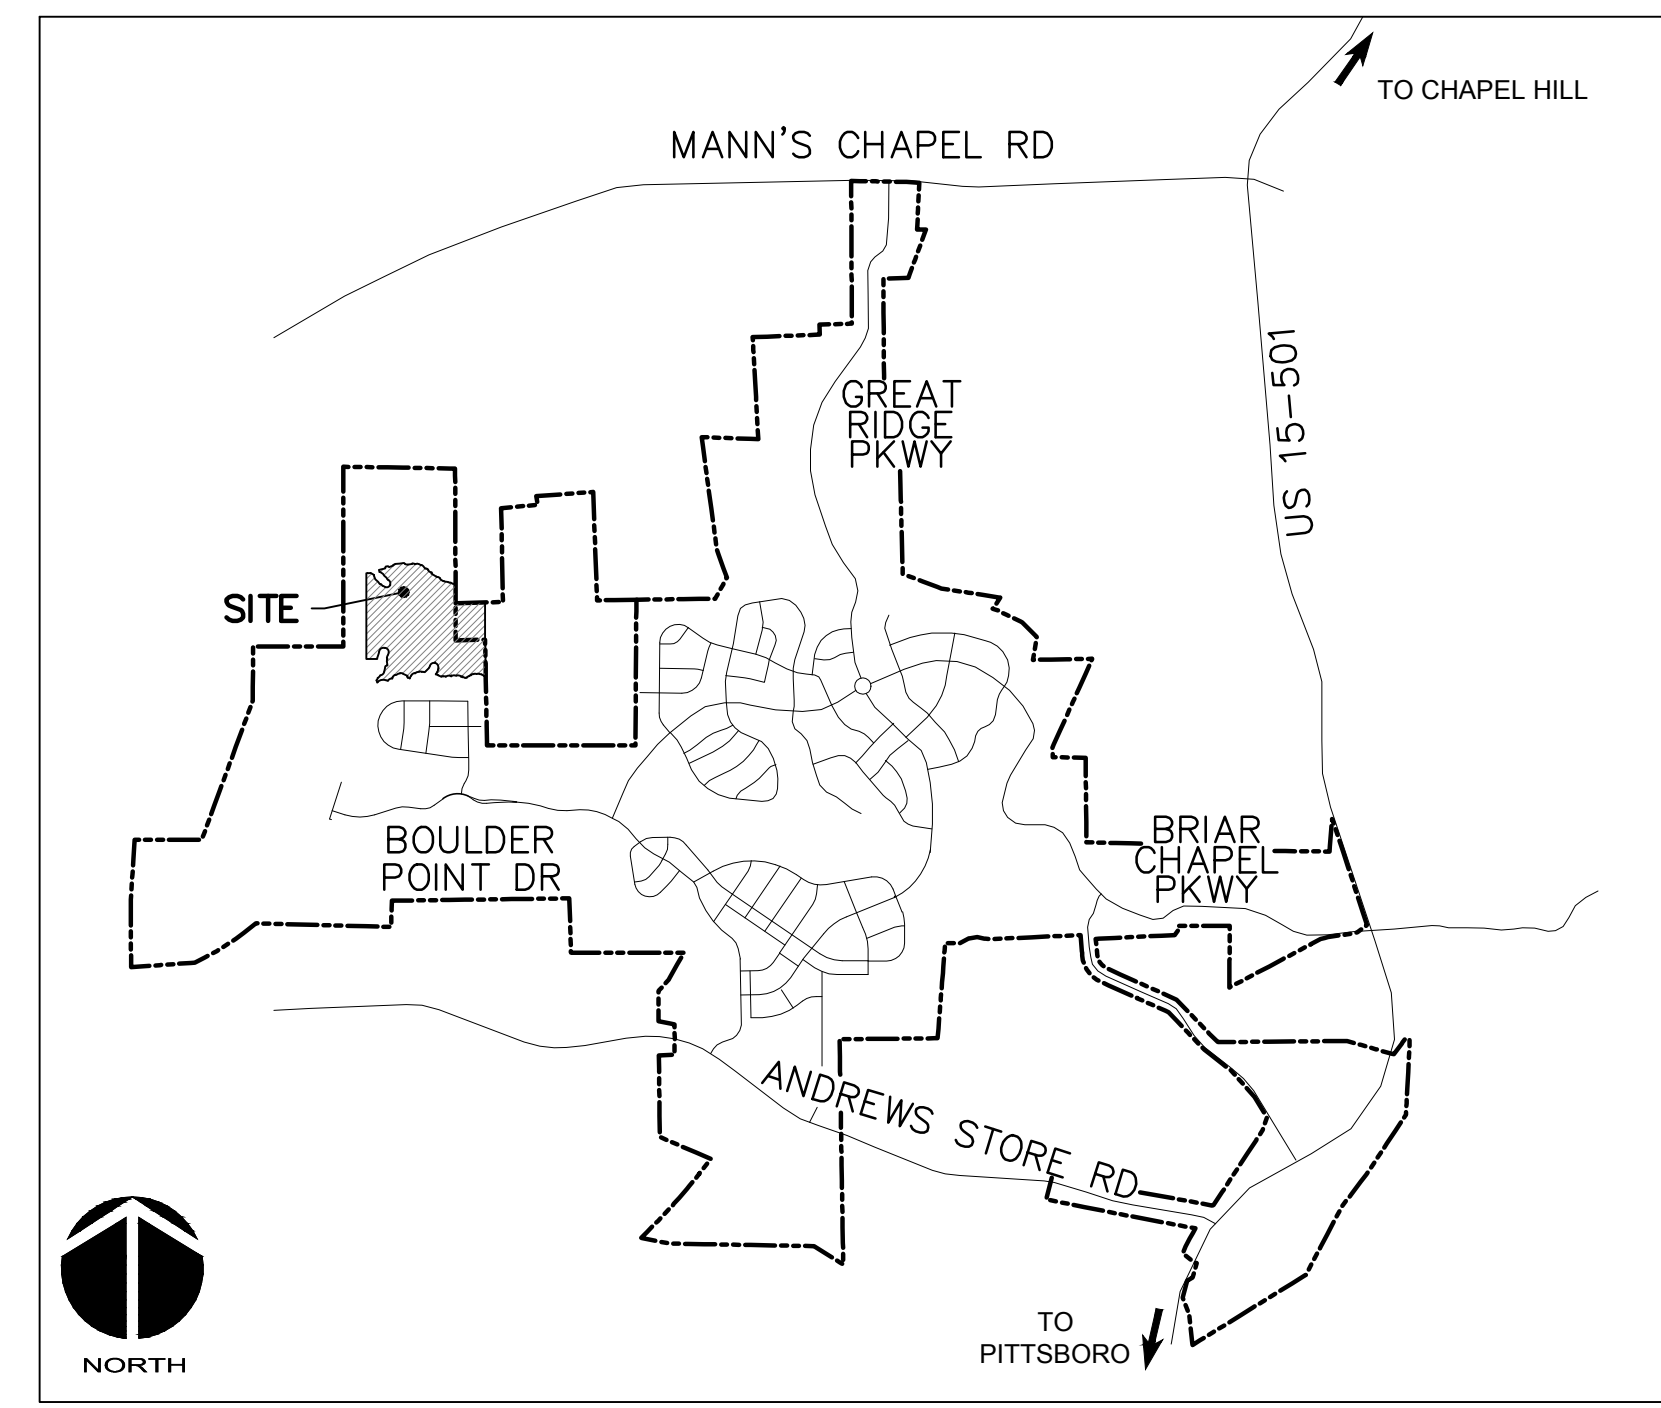 TO CHAPEL HILL
MANN'S CHAPEL RD
GREAT
RIDGE
PKWY
US 15-501
SITE
BOULDER
POINT DR
BRIAR
CHAPEL
PKWY
ANDREWS STORE RD
TO
PITTSBORO
NORTH